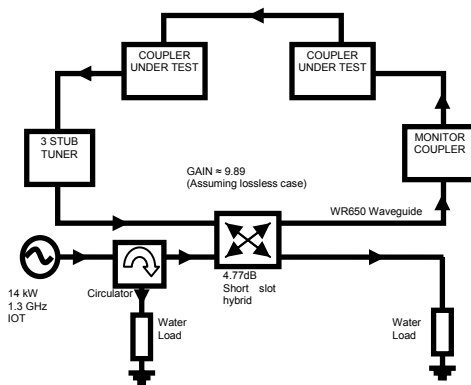 COUPLER
UNDER TEST
COUPLER
UNDER TEST
3 STUB
TUNER
MONITOR
COUPLER
GAIN ≈ 9.89
(Assuming lossless case)
WR650 Waveguide
14 kW
1.3 GHz
IOT
Circulator
4.77dB
Short slot
hybrid
Water
Load
Water
Load